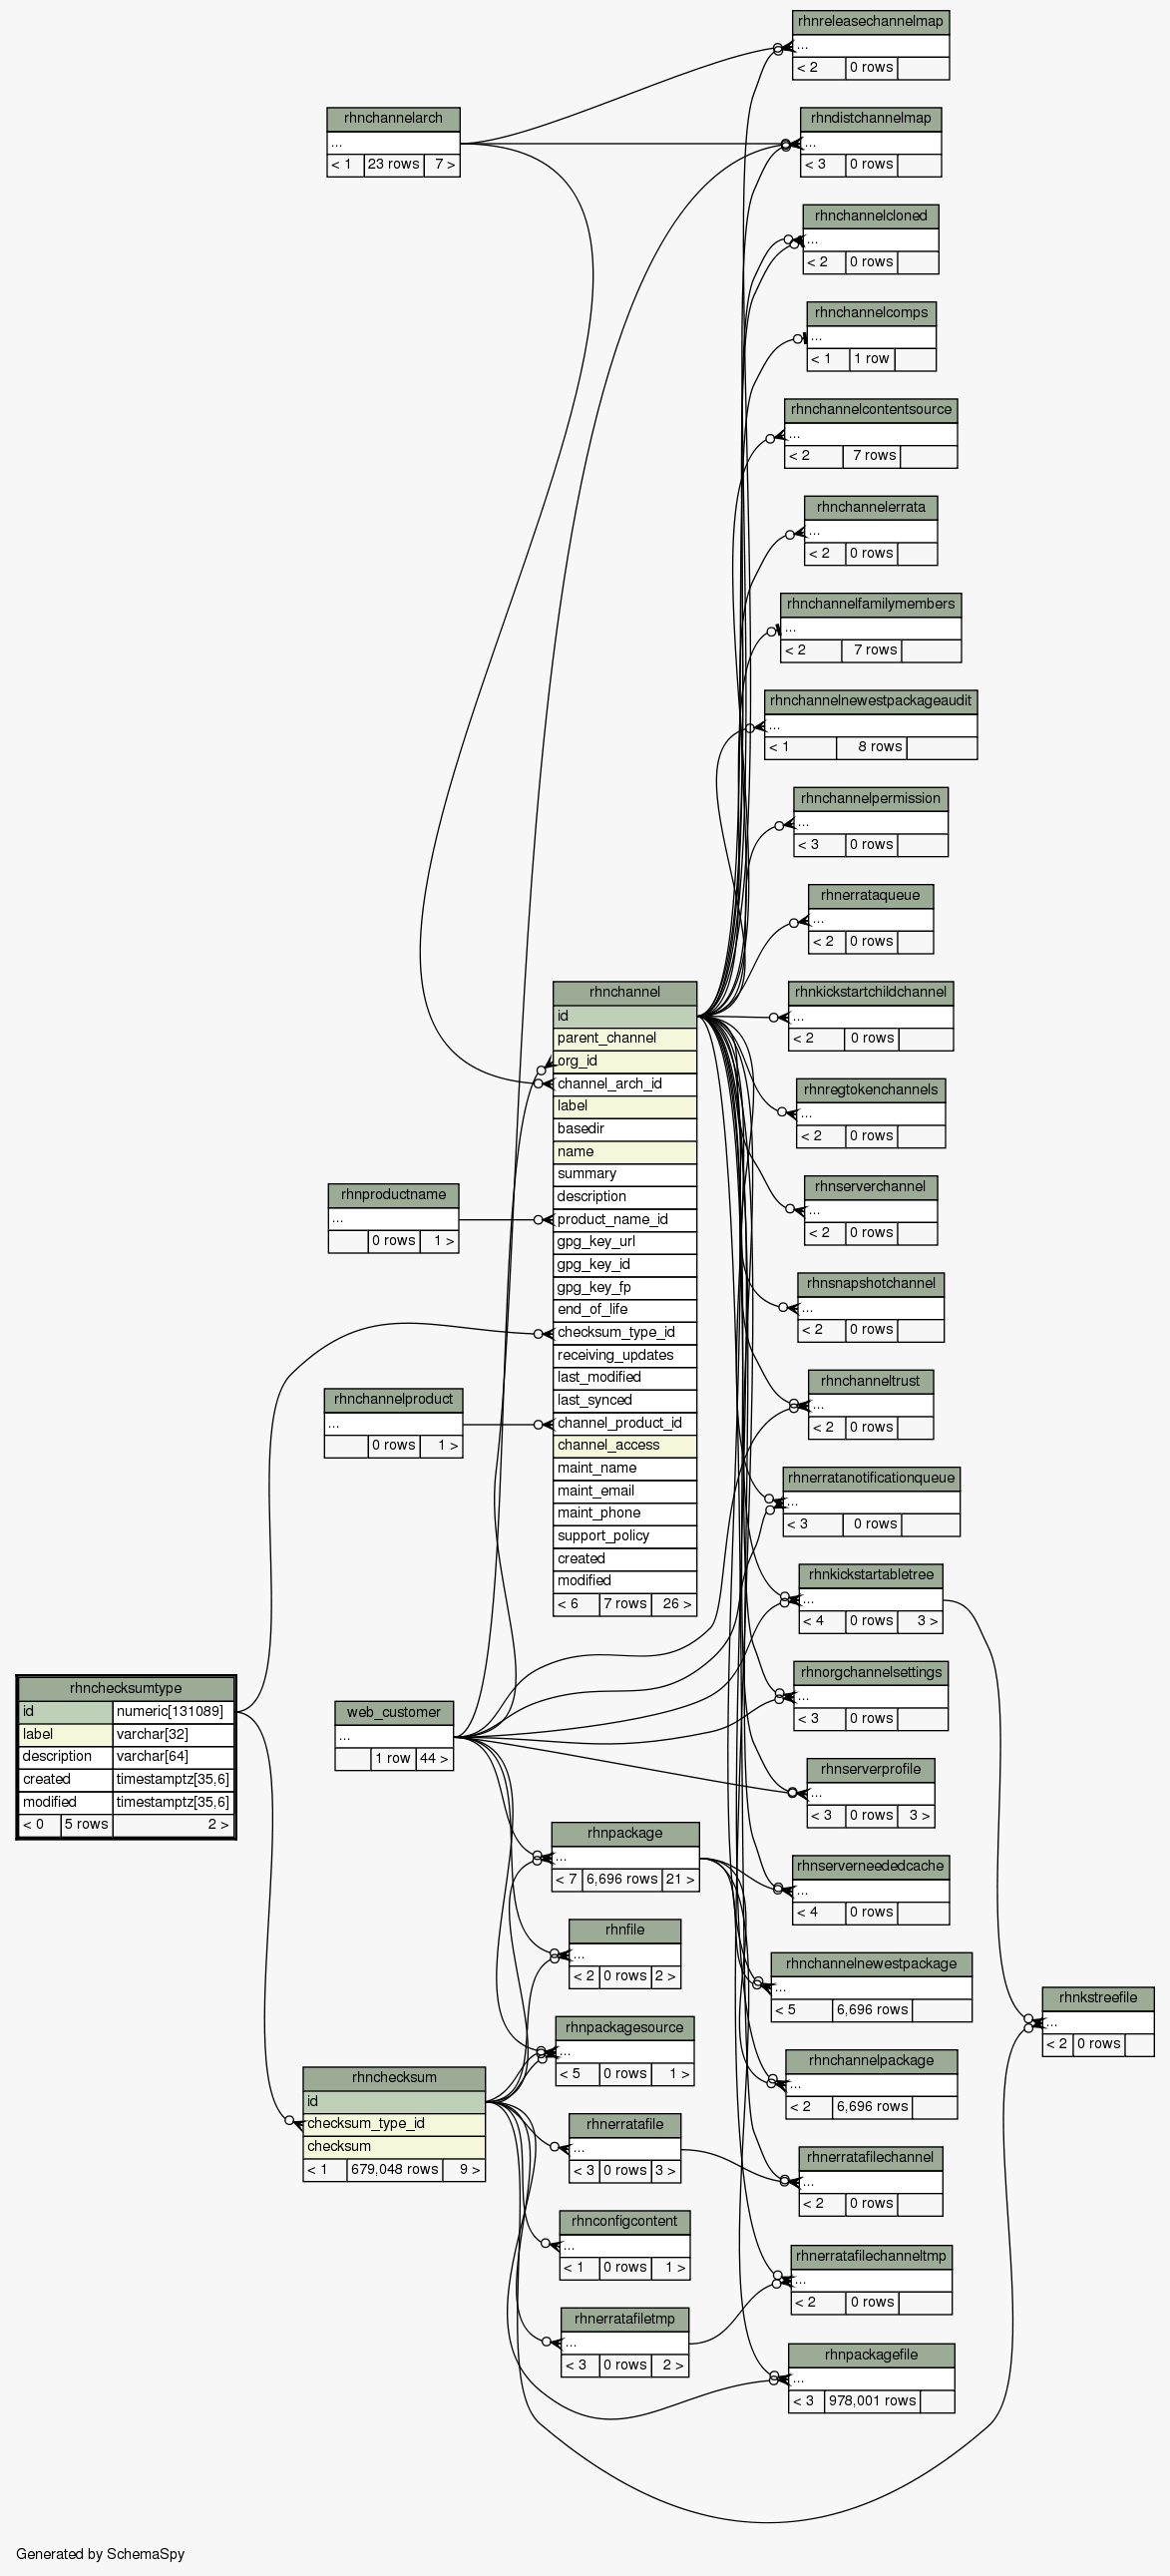 rhnreleasechannelmap
...
< 2 0 rows
rhnchannelarch
...
< 1 23 rows 7 >
rhndistchannelmap
...
< 3 0 rows
rhnchannelcloned
...
< 2 0 rows
rhnchannelcomps
...
< 1 1 row
rhnchannelcontentsource
...
< 2 7 rows
rhnchannelerrata
...
< 2 0 rows
rhnchannelfamilymembers
...
< 2 7 rows
rhnchannelnewestpackageaudit
...
< 1 8 rows
rhnchannelpermission
...
< 3 0 rows
rhnerrataqueue
...
< 2 0 rows
rhnchannel
id
parent_channel
org_id
channel_arch_id
label
basedir
name
summary
description
product_name_id
gpg_key_url
gpg_key_id
gpg_key_fp
end_of_life
checksum_type_id
receiving_updates
last_modified
last_synced
channel_product_id
channel_access
maint_name
maint_email
maint_phone
support_policy
created
modified
< 6 7 rows 26 >
rhnkickstartchildchannel
...
< 2 0 rows
rhnregtokenchannels
...
< 2 0 rows
rhnserverchannel
...
< 2 0 rows
rhnproductname
...
0 rows 1 >
rhnsnapshotchannel
...
< 2 0 rows
rhnchannelproduct
...
0 rows 1 >
rhnchanneltrust
...
< 2 0 rows
rhnerratanotificationqueue
...
< 3 0 rows
rhnkickstartabletree
...
< 4 0 rows 3 >
rhnorgchannelsettings
...
< 3 0 rows
rhnchecksumtype
id numeric[131089]
label varchar[32]
description varchar[64]
created timestamptz[35,6]
modified timestamptz[35,6]
< 0 5 rows 2 >
web_customer
...
1 row 44 >
rhnserverprofile
...
< 3 0 rows 3 >
rhnpackage
...
< 7 6,696 rows 21 >
rhnserverneededcache
...
< 4 0 rows
rhnfile
...
< 2 0 rows 2 >
rhnchannelnewestpackage
...
< 5 6,696 rows
rhnkstreefile
...
< 2 0 rows
rhnpackagesource
...
< 5 0 rows 1 >
rhnchannelpackage
...
< 2 6,696 rows
rhnchecksum
id
checksum_type_id
checksum
< 1 679,048 rows 9 >
rhnerratafile
...
< 3 0 rows 3 >
rhnerratafilechannel
...
< 2 0 rows
rhnconfigcontent
...
< 1 0 rows 1 >
rhnerratafilechanneltmp
...
< 2 0 rows
rhnerratafiletmp
...
< 3 0 rows 2 >
rhnpackagefile
...
< 3 978,001 rows
Generated by SchemaSpy